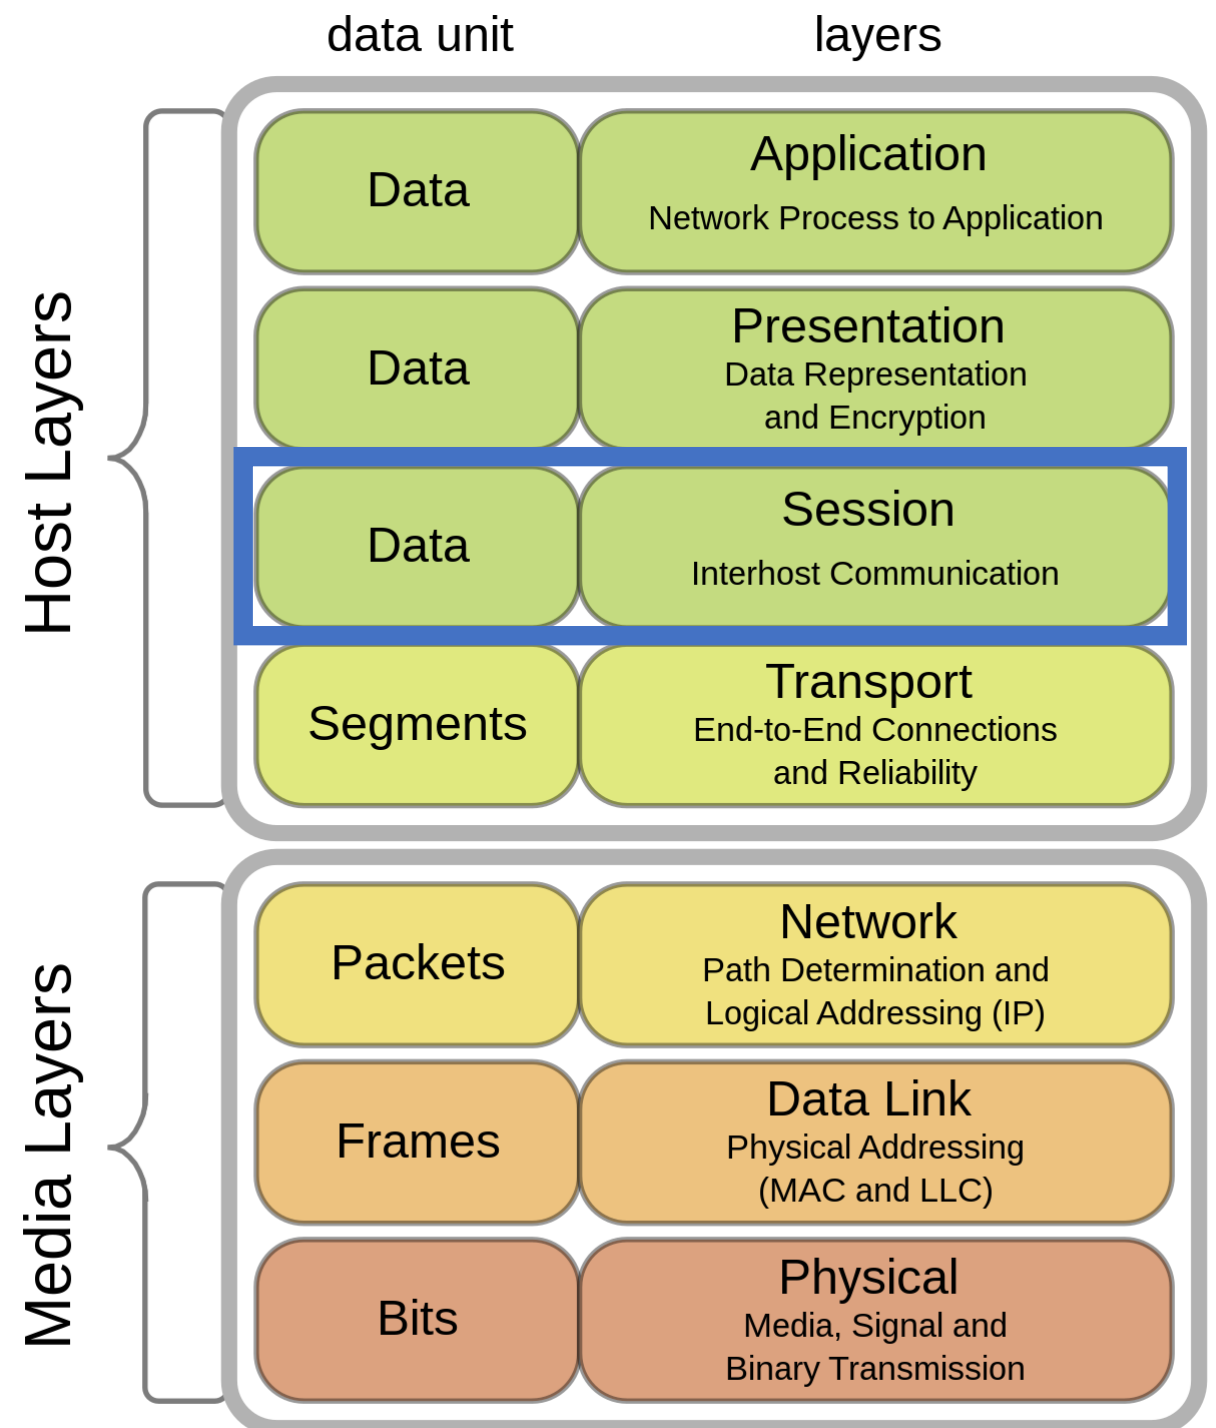 data unit layers
Host Layers
Data
Application
Network Process to Application
Data
Presentation
Data Representation
and Encryption
Data
Session
Interhost Communication
Segments
Transport
End-to-End Connections
and Reliability
Media Layers
Packets
Network
Path Determination and
Logical Addressing (IP)
Frames
Data Link
Physical Addressing
(MAC and LLC)
Bits
Physical
Media, Signal and
Binary Transmission